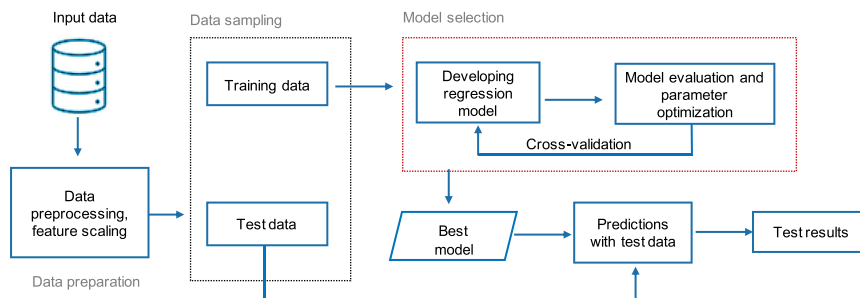 Input data
Data sampling
Model selection
Training data
Developing
regression
model
Model evaluation and
parameter
optimization
Cross-validation
Data
preprocessing,
feature scaling
Test data
Best
model
Predictions
with test data
Test results
Data preparation